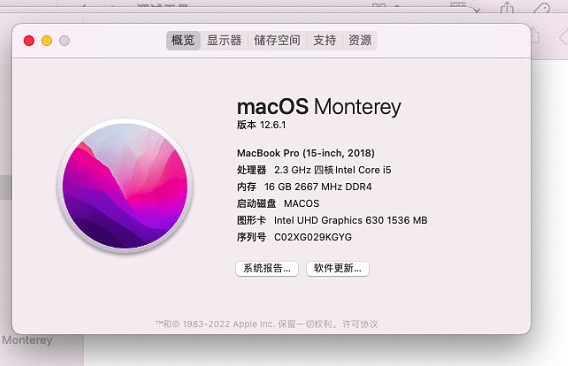 概览 显示器 储存空间 支持 资源
macOS Monterey
版本 12.6.1
MacBook Pro (15-inch, 2018)
处理器 2.3 GHz 四核Intel Core i5
内存 16 GB 2667 MHz DDR4
启动磁盘 MACOS
图形卡 Intel UHD Graphics 630 1536 MB
序列号 C02XG029KGYG
系统报告... 软件更新...
™和© 1983-2022 Apple Inc. 保留一切权利。许可协议
Monterey